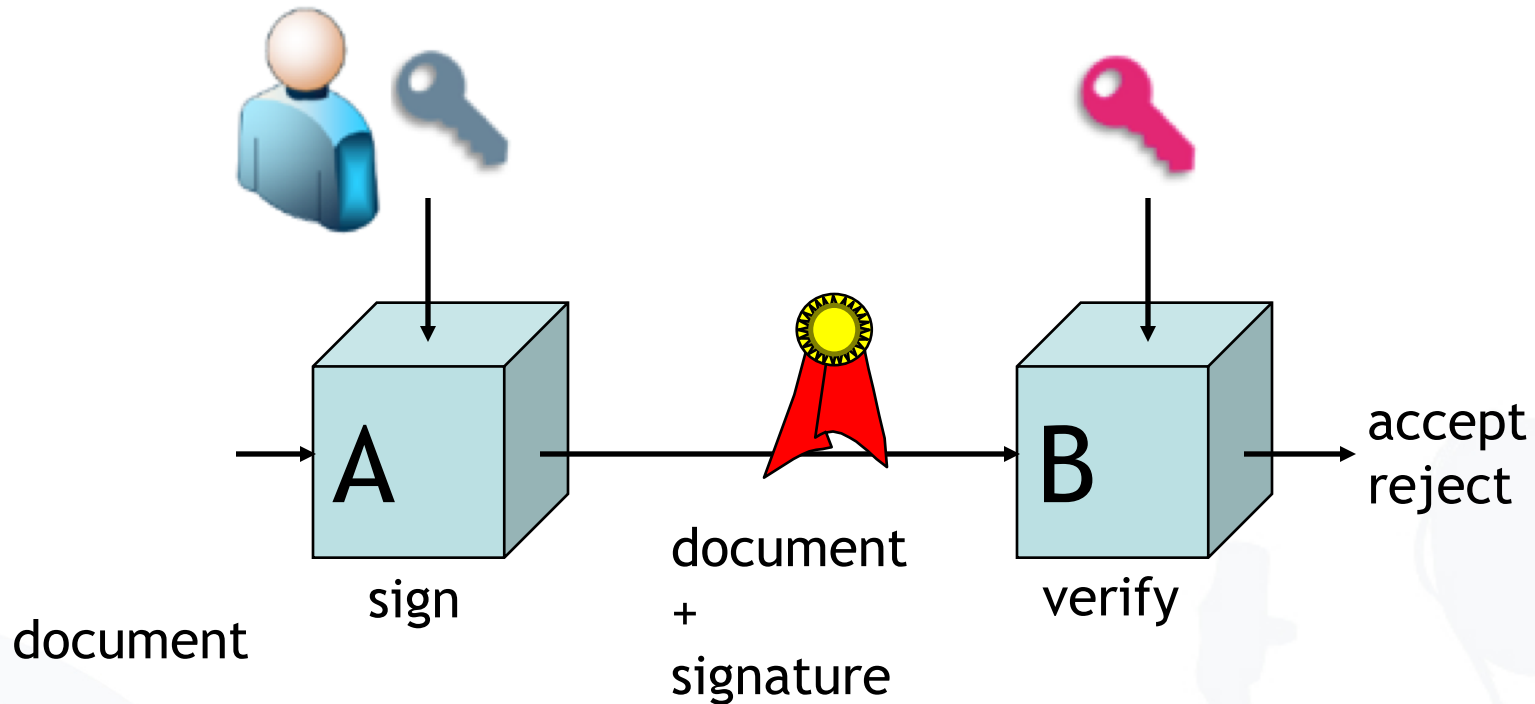 A
B
accept
reject
sign
verify
document
+
signature
document